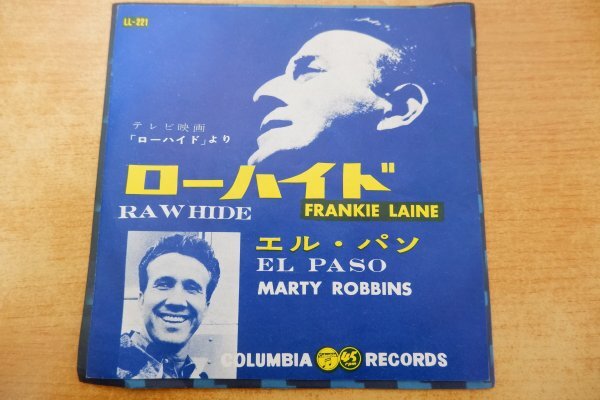 LL-221
テレビ映画
「ローハイド」より
ローハイド
RAWHIDE FRANKIE LAINE
エル・パソ
EL PASO
MARTY ROBBINS
COLUMBIA 45 RECORDS